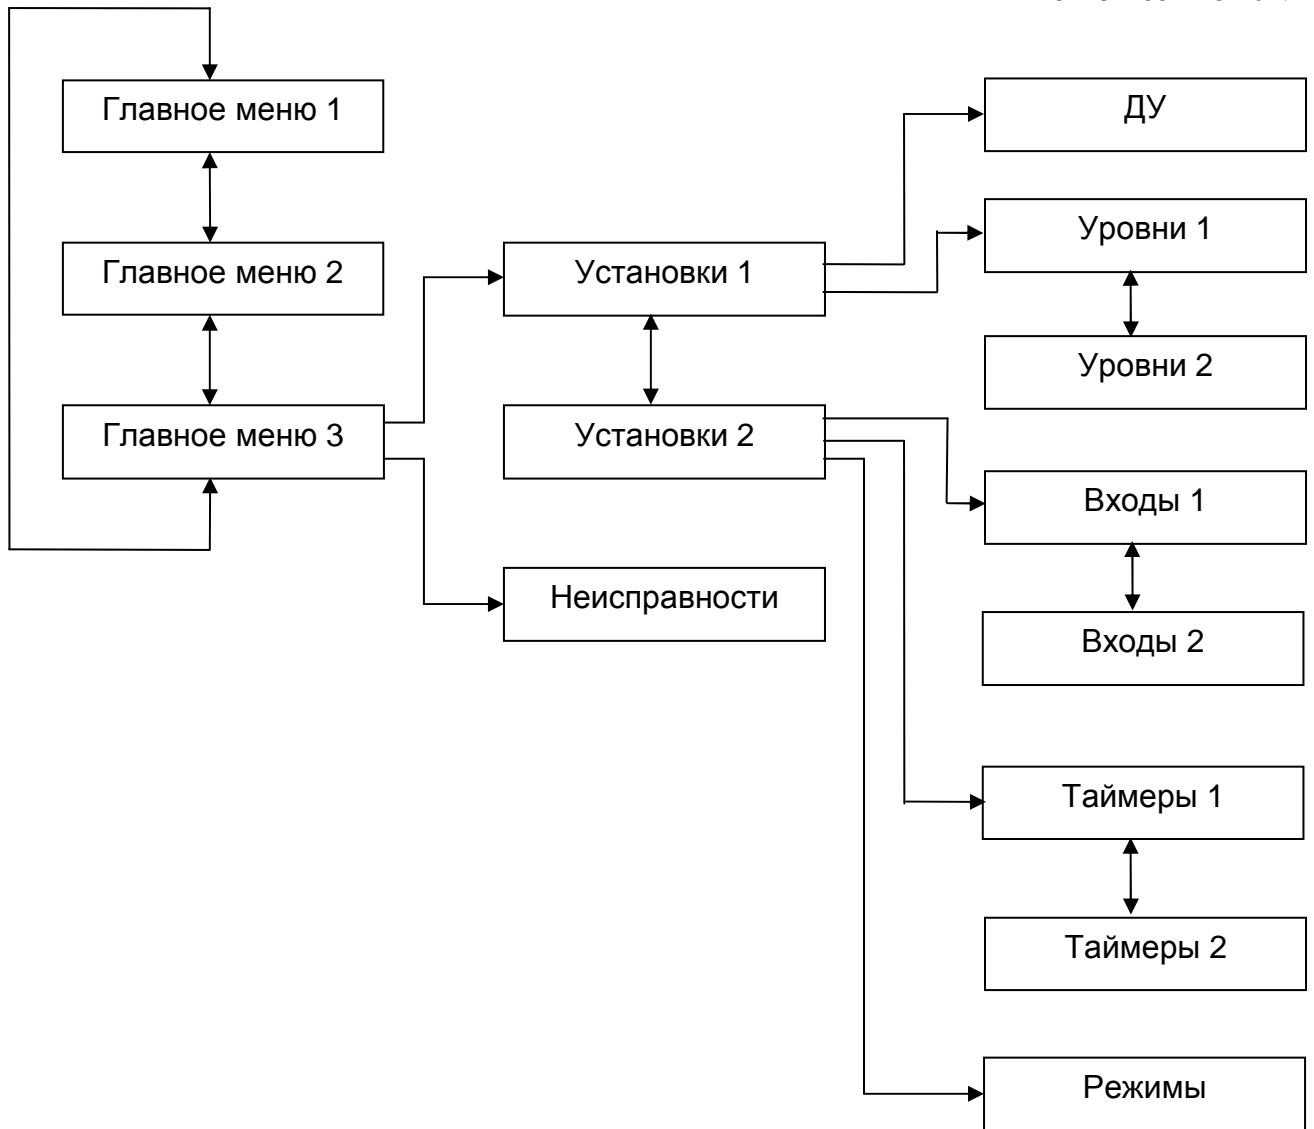 Главное меню 1
ДУ
Уровни 1
Главное меню 2
Установки 1
Уровни 2
Главное меню 3
Установки 2
Входы 1
Неисправности
Входы 2
Таймеры 1
Таймеры 2
Режимы